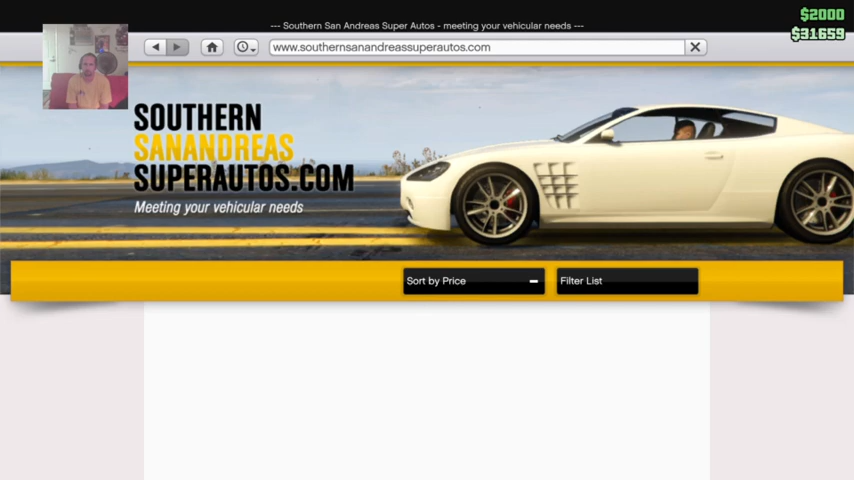 --- Southern San Andreas Super Autos - meeting your vehicular needs ---
$2000
$31659
www.southernsanandreassuperautos.com
SOUTHERN
SANANDREAS
SUPERAUTOS.COM
Meeting your vehicular needs
Sort by Price
Filter List